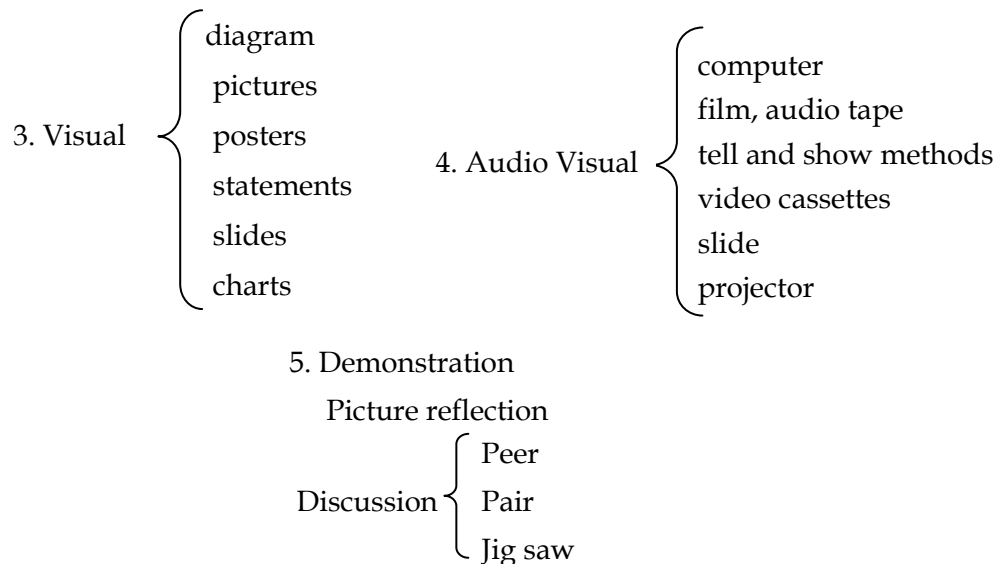 3. Visual
diagram
pictures
posters
statements
slides
charts
4. Audio Visual
computer
film, audio tape
tell and show methods
video cassettes
slide
projector
5. Demonstration
Picture reflection
Discussion
Peer
Pair
Jig saw